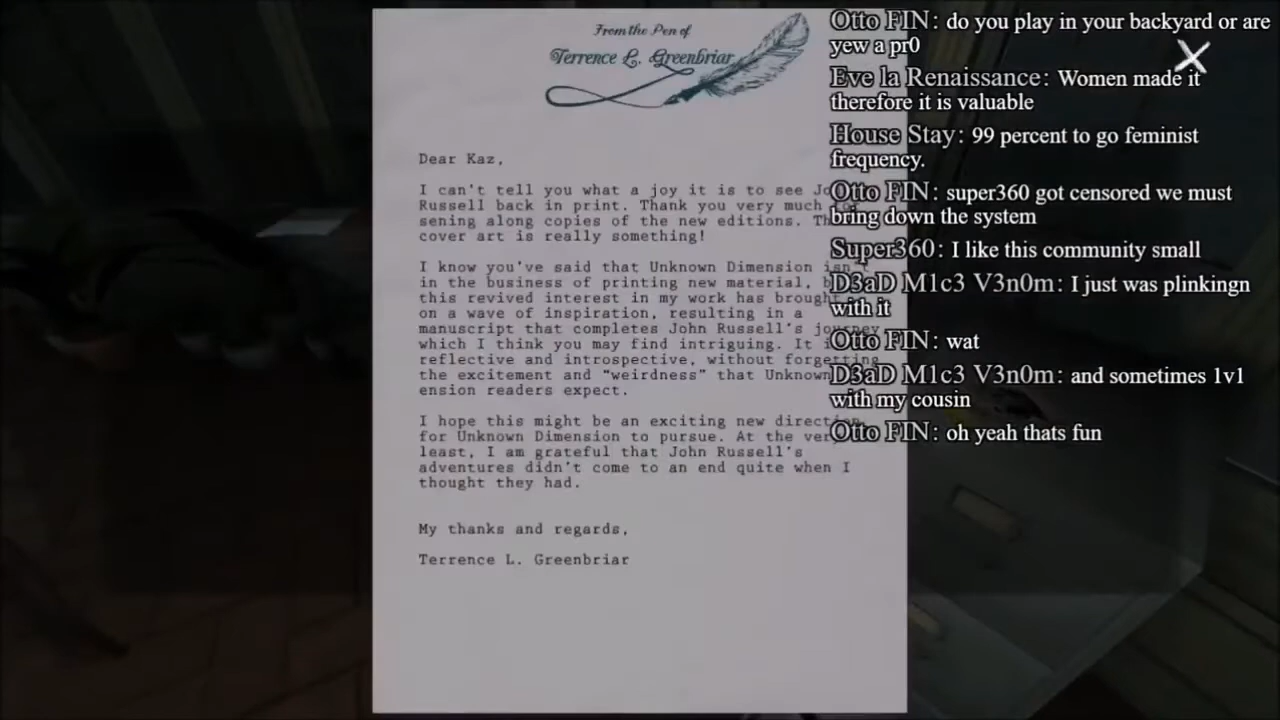 From the Pen of
Terrence L. Greenbriar
Dear Kaz,
I can't tell you what a joy it is to see
Russell back in print. Thank you very much for
sening along copies of the new editions.
cover art is really something!
I know you've said that Unknown Dimension isn't
in the business of printing new material,
this revived interest in my work has brought
on a wave of inspiration, resulting in a
manuscript that completes John Russell's journey
which I think you may find intriguing. It
reflective and introspective, without forgetting
the excitement and "weirdness" that Unknown
ension readers expect.
I hope this might be an exciting new direction
for Unknown Dimension to pursue. At the very
least, I am grateful that John Russell's
adventures didn't come to an end quite when I
thought they had.
My thanks and regards,
Terrence L. Greenbriar
Otto FIN: do you play in your backyard or are
yew a pr0
Eve la Renaissance: Women made it
therefore it is valuable
House Stay: 99 percent to go feminist
frequency.
Otto FIN: super360 got censored we must
bring down the system
Super360: I like this community small
D3aD M1c3 V3n0m: I just was plinkingn
with it
Otto FIN: wat
D3aD M1c3 V3n0m: and sometimes 1v1
with my cousin
Otto FIN: oh yeah thats fun